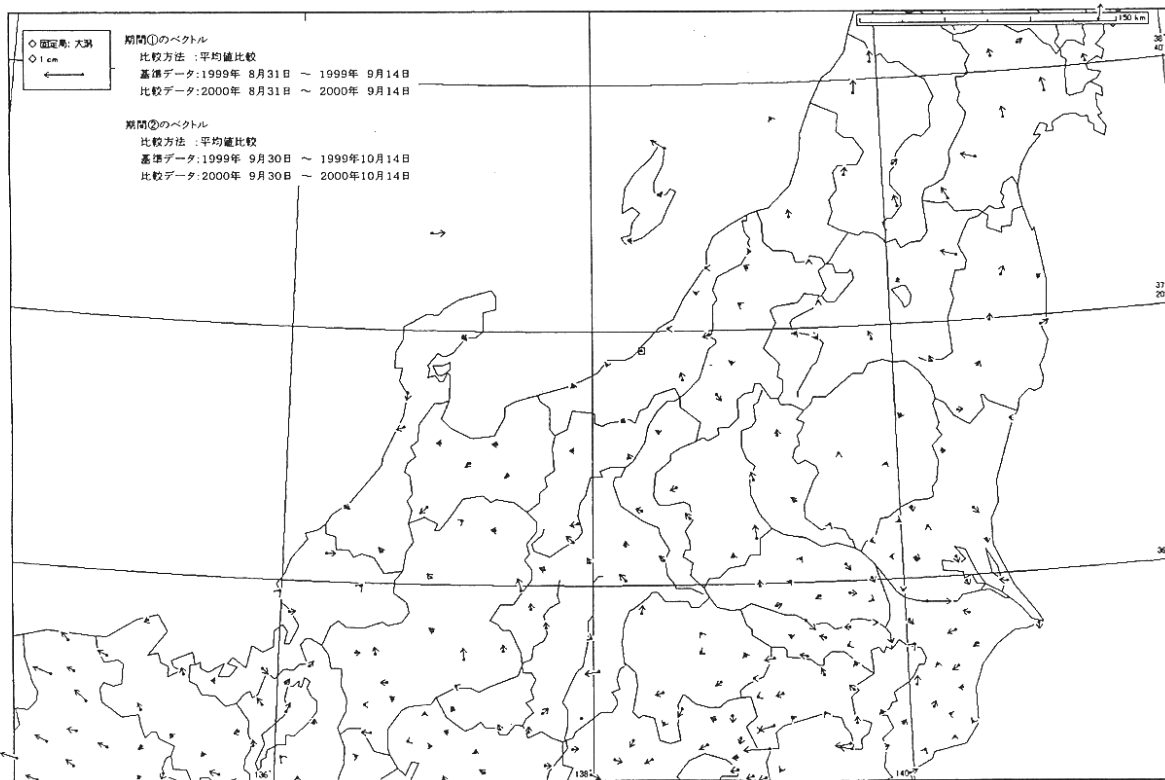 ◇ 固定局: 大潟
◇ 1 cm
期間①のベクトル
比較方法 :平均値比較
基準データ:1999年 8月31日 ～ 1999年 9月14日
比較データ:2000年 8月31日 ～ 2000年 9月14日
期間②のベクトル
比較方法 :平均値比較
基準データ:1999年 9月30日 ～ 1999年10月14日
比較データ:2000年 9月30日 ～ 2000年10月14日
150 km
38°
40'
37°
20'
36°
136°
138°
140°